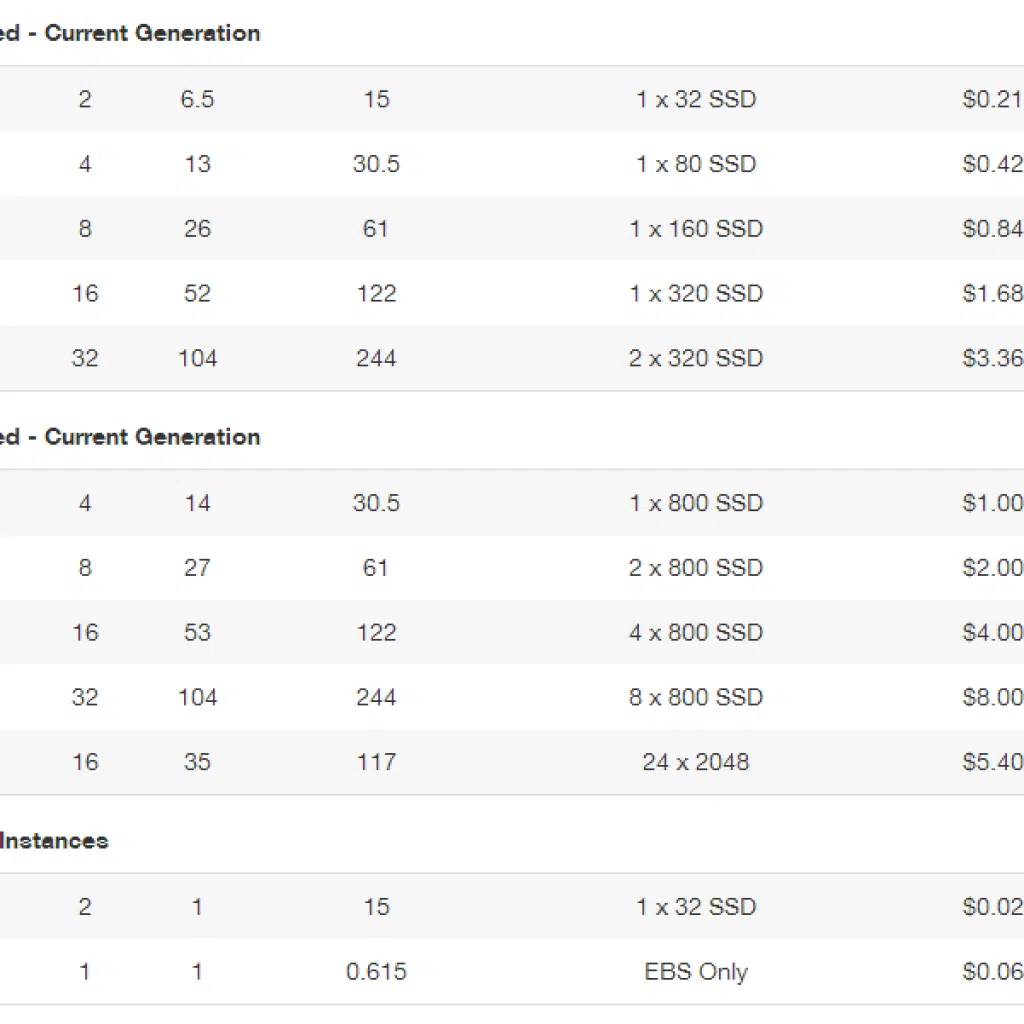 ed - Current Generation
2 6.5 15 1 x 32 SSD $0.21
4 13 30.5 1 x 80 SSD $0.42
8 26 61 1 x 160 SSD $0.84
16 52 122 1 x 320 SSD $1.68
32 104 244 2 x 320 SSD $3.36
ed - Current Generation
4 14 30.5 1 x 800 SSD $1.00
8 27 61 2 x 800 SSD $2.00
16 53 122 4 x 800 SSD $4.00
32 104 244 8 x 800 SSD $8.00
16 35 117 24 x 2048 $5.40
Instances
2 1 15 1 x 32 SSD $0.02
1 1 0.615 EBS Only $0.06